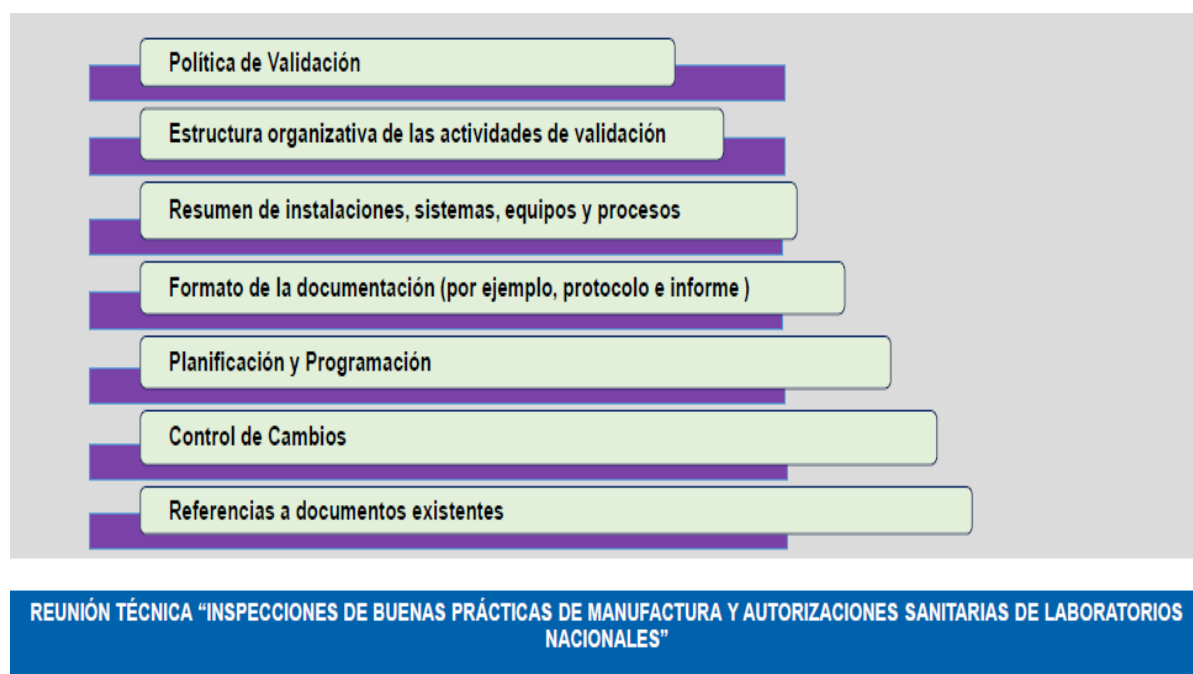 Política de Validación
Estructura organizativa de las actividades de validación
Resumen de instalaciones, sistemas, equipos y procesos
Formato de la documentación (por ejemplo, protocolo e informe )
Planificación y Programación
Control de Cambios
Referencias a documentos existentes
REUNIÓN TÉCNICA “INSPECCIONES DE BUENAS PRÁCTICAS DE MANUFACTURA Y AUTORIZACIONES SANITARIAS DE LABORATORIOS
NACIONALES”